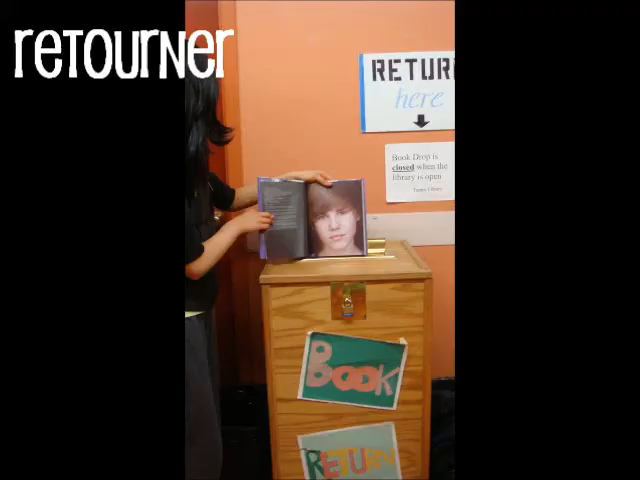 reTOUrNer
RETUR
here
Book Drop is
closed when the
library is open
BOOK
RETURN